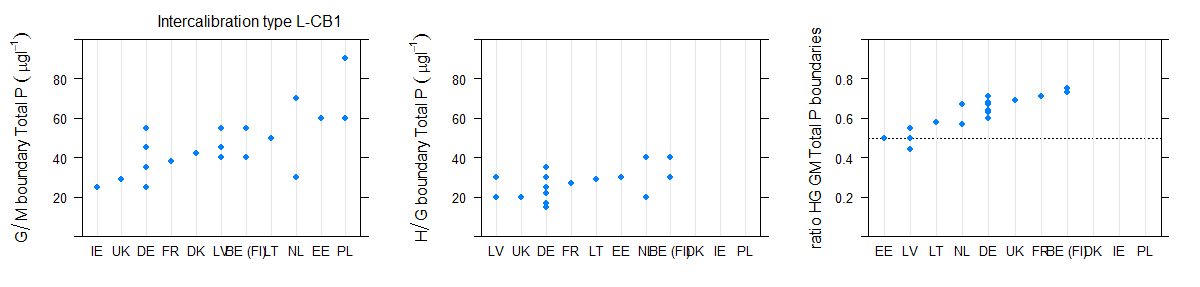 Intercalibration type L-CB1
G/M boundary Total P ( μgl⁻¹)
80
60
40
20
IE UK DE FR DK LV BE (Fl) LT NL EE PL
H/G boundary Total P ( μgl⁻¹)
80
60
40
20
LV UK DE FR LT EE NL BE (Fl) DK IE PL
ratio HG GM Total P boundaries
0.8
0.6
0.4
0.2
EE LV LT NL DE UK FR BE (Fl) DK IE PL